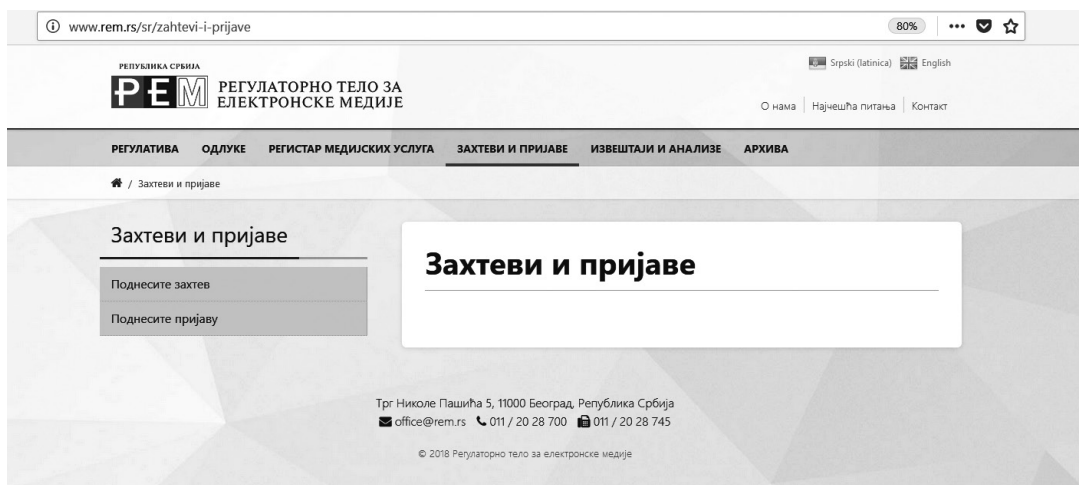 www.rem.rs/sr/zahtevi-i-prijave
80%
РЕПУБЛИКА СРБИЈА
РЕМ
РЕГУЛАТОРНО ТЕЛО ЗА
ЕЛЕКТРОНСКЕ МЕДИЈЕ
Srpski (latinica) English
О нама Најчешћа питања Контакт
РЕГУЛАТИВА ОДЛУКЕ РЕГИСТАР МЕДИЈСКИХ УСЛУГА ЗАХТЕВИ И ПРИЈАВЕ ИЗВЕШТАЈИ И АНАЛИЗЕ АРХИВА
/ Захтеви и пријаве
Захтеви и пријаве
Поднесите захтев
Поднесите пријаву
Захтеви и пријаве
Трг Николе Пашића 5, 11000 Београд, Република Србија
office@rem.rs 011 / 20 28 700 011 / 20 28 745
© 2018 Регулаторно тело за електронске медије